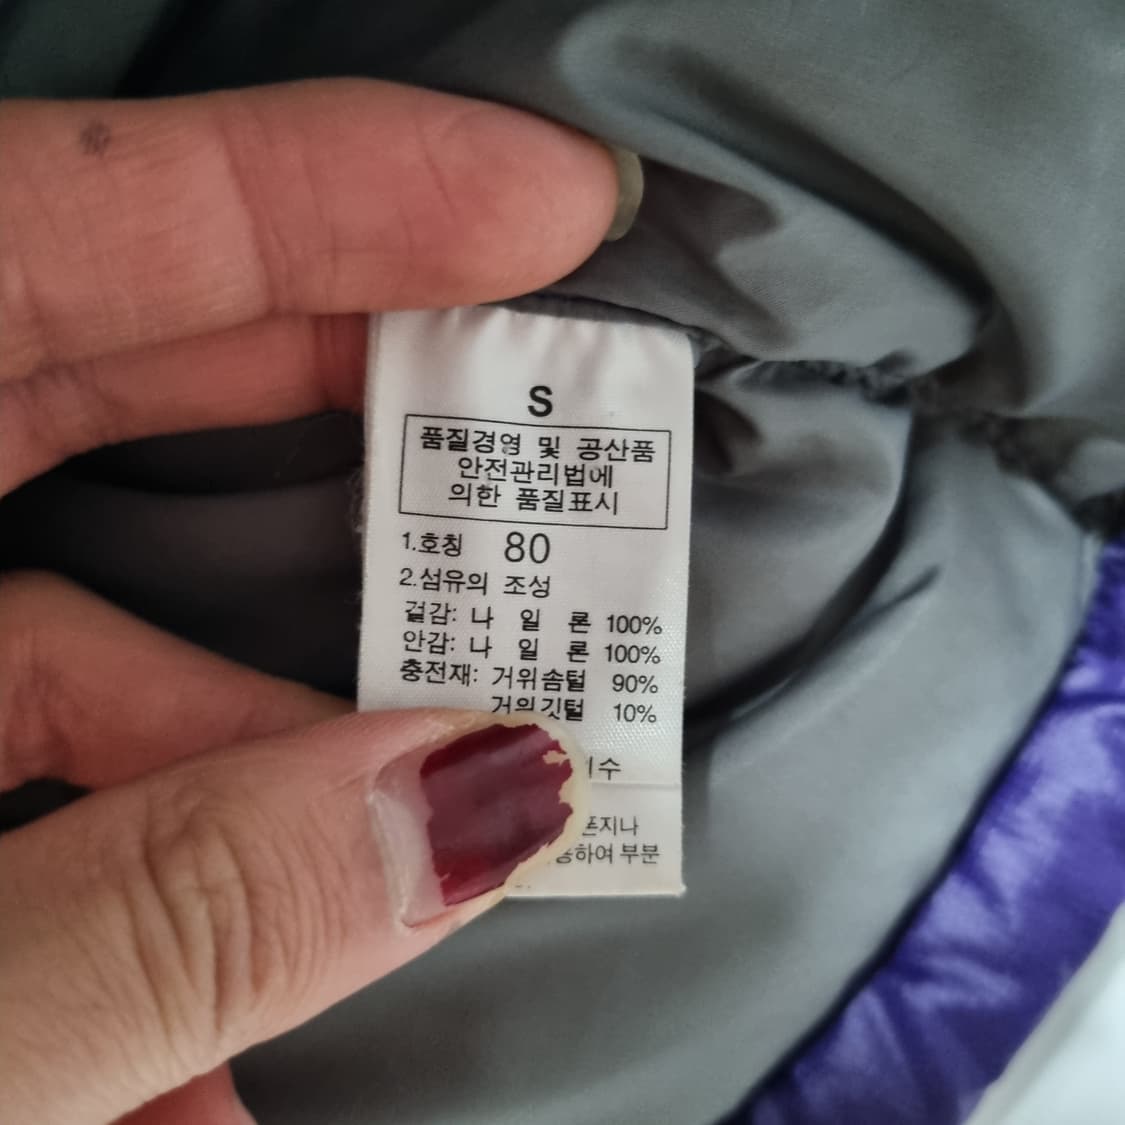 S
품질경영 및 공산품
안전관리법에
의한 품질표시
1.호칭 80
2.섬유의 조성
겉감: 나 일 론 100%
안감: 나 일 론 100%
충전재: 거위솜털 90%
거위깃털 10%
부분